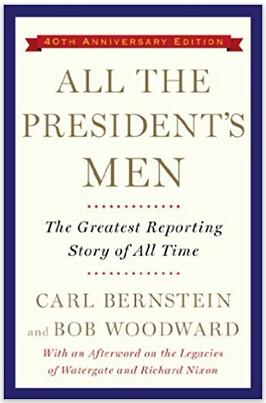 40TH ANNIVERSARY EDITION
ALL THE
PRESIDENT'S
MEN
The Greatest Reporting
Story of All Time
CARL BERNSTEIN
and BOB WOODWARD
With an Afterword on the Legacies
of Watergate and Richard Nixon